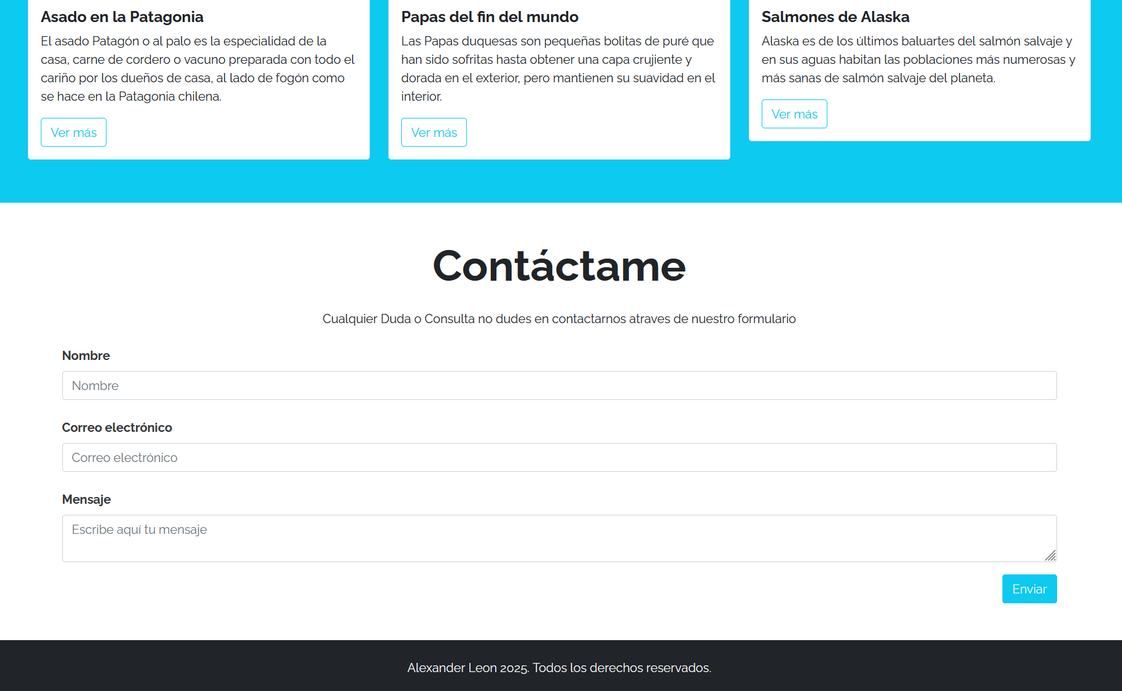 Asado en la Patagonia
El asado Patagón o al palo es la especialidad de la
casa, carne de cordero o vacuno preparada con todo el
cariño por los dueños de casa, al lado de fogón como
se hace en la Patagonia chilena.
Ver más
Papas del fin del mundo
Las Papas duquesas son pequeñas bolitas de puré que
han sido sofritas hasta obtener una capa crujiente y
dorada en el exterior, pero mantienen su suavidad en el
interior.
Ver más
Salmones de Alaska
Alaska es de los últimos baluartes del salmón salvaje y
en sus aguas habitan las poblaciones más numerosas y
más sanas de salmón salvaje del planeta.
Ver más
Contáctame
Cualquier Duda o Consulta no dudes en contactarnos atraves de nuestro formulario
Nombre
Nombre
Correo electrónico
Correo electrónico
Mensaje
Escribe aquí tu mensaje
Enviar
Alexander Leon 2025. Todos los derechos reservados.